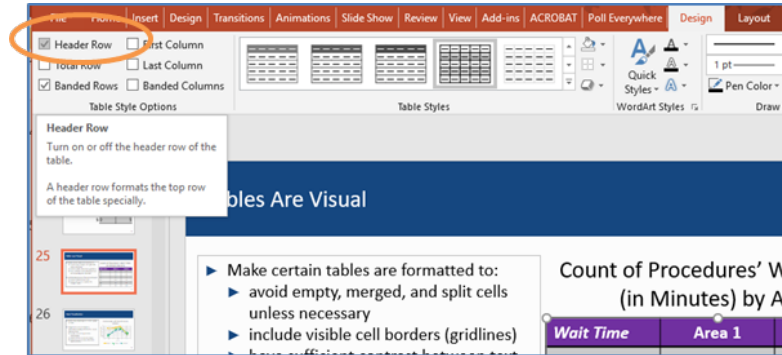 File Home Insert Design Transitions Animations Slide Show Review View Add-ins ACROBAT Poll Everywhere Design Layout
Header Row First Column
Total Row Last Column
Banded Rows Banded Columns
Table Style Options
Table Styles
Quick
Styles
WordArt Styles
1 pt
Pen Color
Draw
Header Row
Turn on or off the header row of the
table.
A header row formats the top row
of the table specially.
bles Are Visual
25
26
Make certain tables are formatted to:
avoid empty, merged, and split cells
unless necessary
include visible cell borders (gridlines)
have sufficient contrast between text
Count of Procedures' W
(in Minutes) by A
Wait Time Area 1